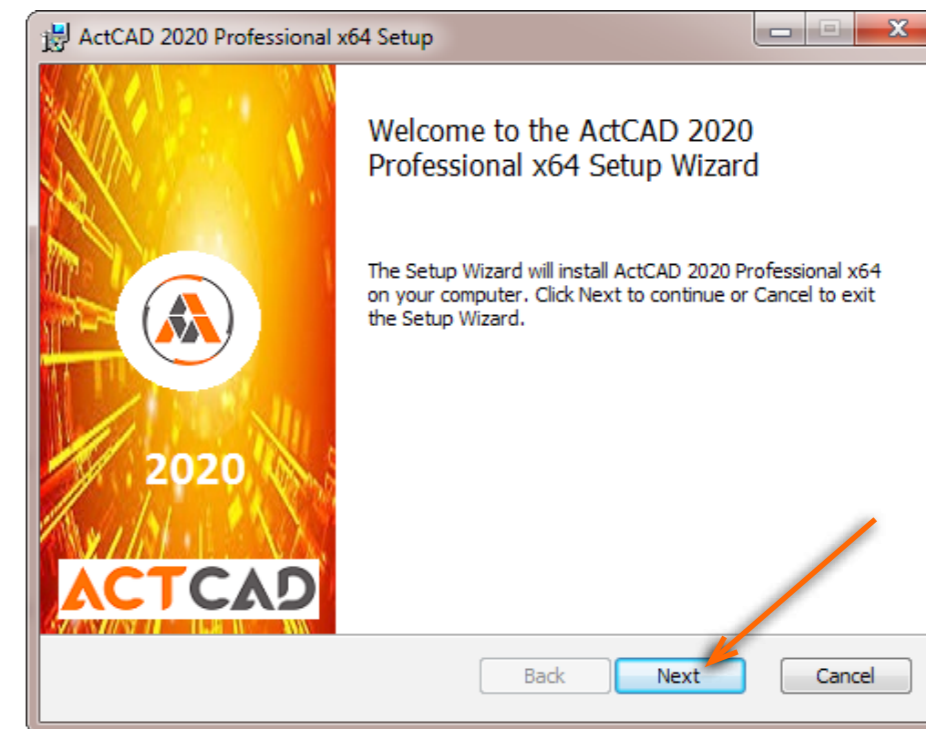 ActCAD 2020 Professional x64 Setup
Welcome to the ActCAD 2020
Professional x64 Setup Wizard
The Setup Wizard will install ActCAD 2020 Professional x64
on your computer. Click Next to continue or Cancel to exit
the Setup Wizard.
2020
ACTCAD
Back
Next
Cancel